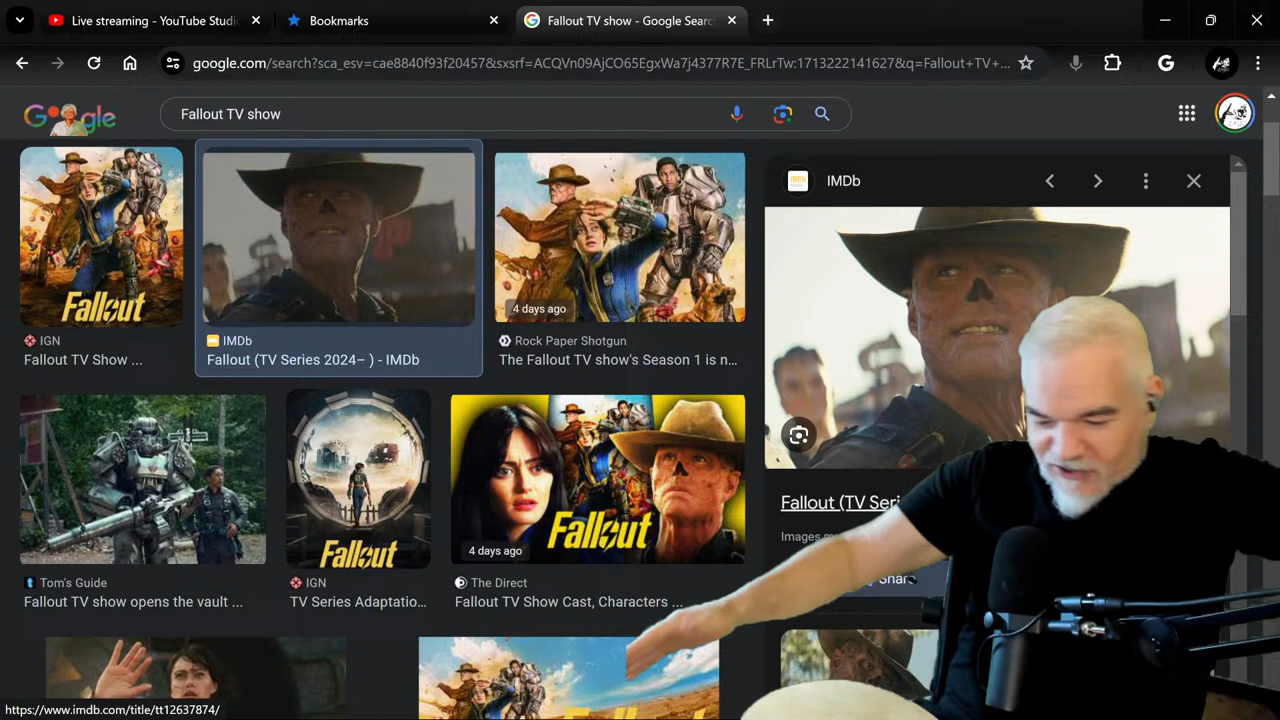 Live streaming - YouTube Studi
Bookmarks
Fallout TV show - Google Searc
google.com/search?sca_esv=cae8840f93f20457&sxsrf=ACQVn09AjCO65EgxWa7j4377R7E_FRLrTw:1713222141627&q=Fallout+TV+...
Google
Fallout TV show
IMDb
Fallout
4 days ago
IGN
Fallout TV Show ...
IMDb
Fallout (TV Series 2024– ) - IMDb
Rock Paper Shotgun
The Fallout TV show's Season 1 is n...
Fallout
Fallout
4 days ago
Fallout (TV Seri
Images m
Share
Tom's Guide
Fallout TV show opens the vault ...
IGN
TV Series Adaptatio...
The Direct
Fallout TV Show Cast, Characters ...
https://www.imdb.com/title/tt12637874/